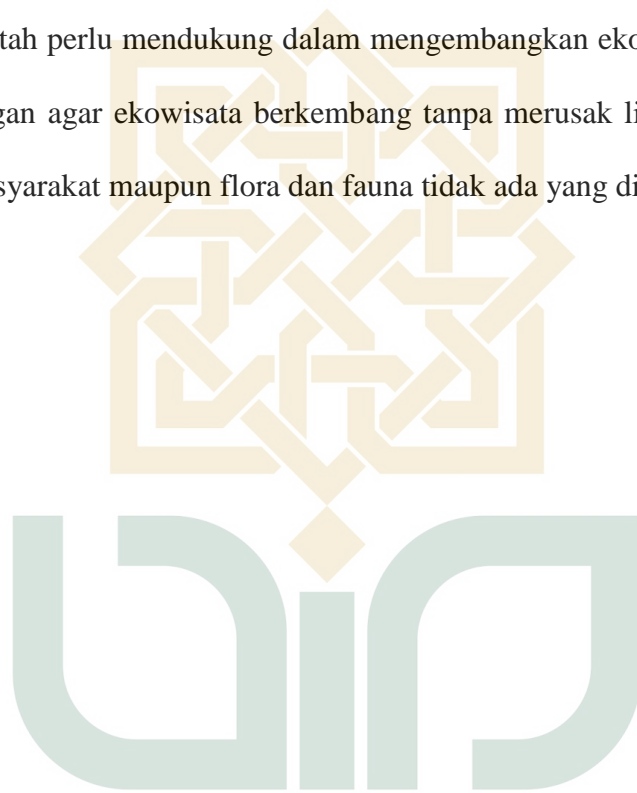 tah perlu mendukung dalam mengembangkan eko
gan agar ekowisata berkembang tanpa merusak li
syarakat maupun flora dan fauna tidak ada yang di